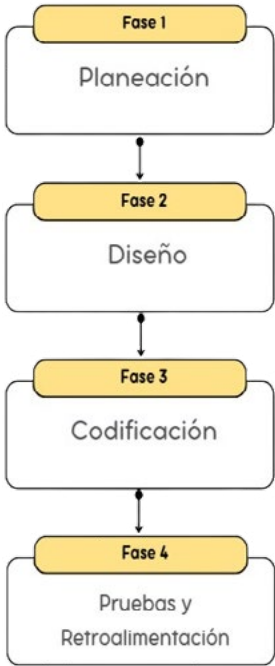 Fase 1
Planeación
Fase 2
Diseño
Fase 3
Codificación
Fase 4
Pruebas y
Retroalimentación